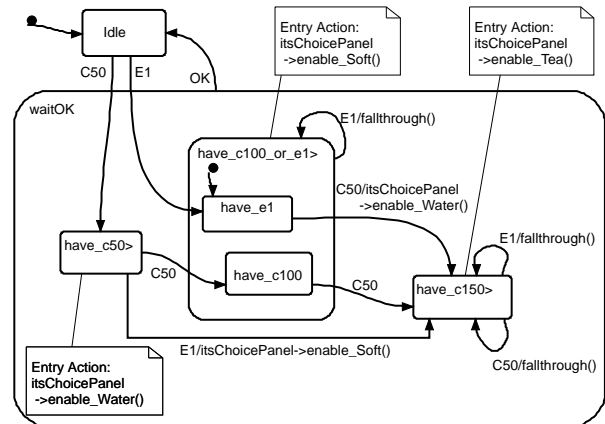 Idle
Entry Action:
itsChoicePanel
->enable_Soft()
Entry Action:
itsChoicePanel
->enable_Tea()
C50
E1
OK
waitOK
E1/fallthrough()
have_c100_or_e1>
C50/itsChoicePanel
->enable_Water()
have_e1
have_c50>
E1/fallthrough()
C50
have_c100
C50
have_c150>
E1/itsChoicePanel->enable_Soft()
C50/fallthrough()
Entry Action:
itsChoicePanel
->enable_Water()